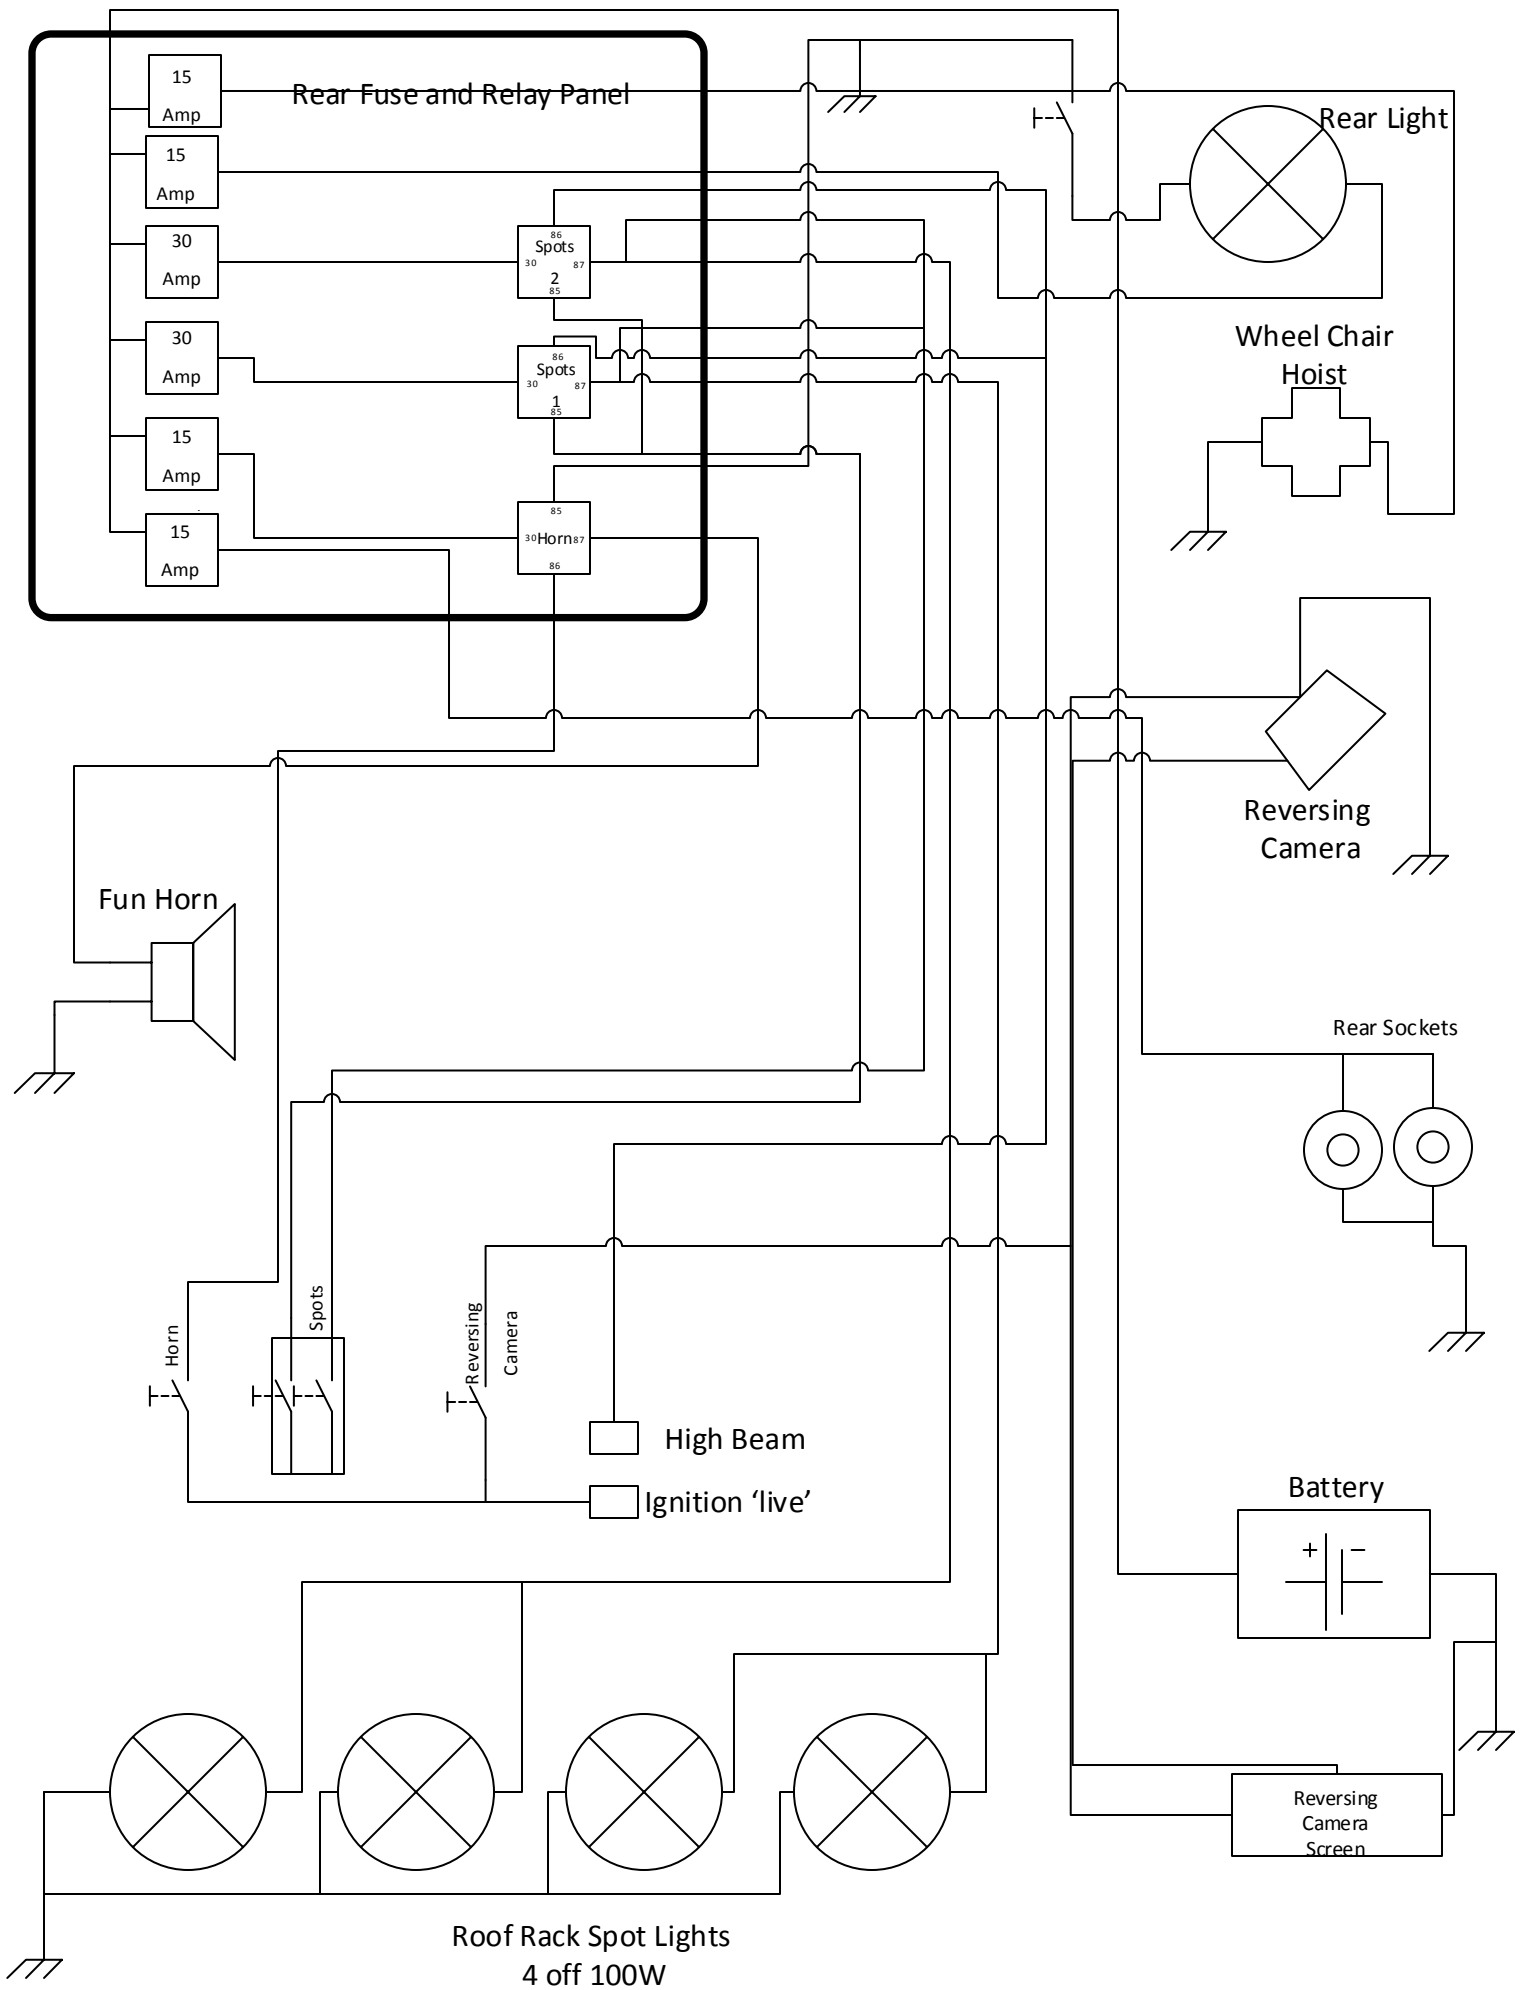 Rear Fuse and Relay Panel
15
Amp
15
Amp
30
Amp
30
Amp
15
Amp
15
Amp
86
Spots
30
87
2
85
86
Spots
30
87
1
85
85
30
Horn
87
86
Rear Light
Wheel Chair
Hoist
Reversing
Camera
Fun Horn
Rear Sockets
Horn
Spots
Reversing
Camera
High Beam
Ignition ‘live’
Battery
+
−
Reversing
Camera
Screen
Roof Rack Spot Lights
4 off 100W